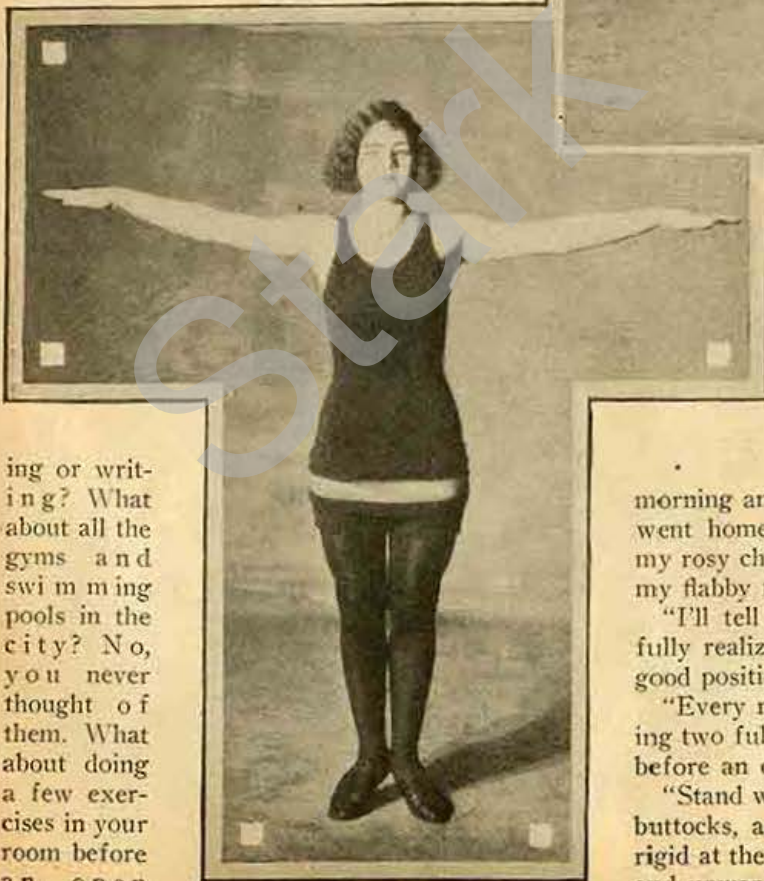 Stark
ing or writ-
ing? What
about all the
gyms and
swimming
pools in the
city? No,
you never
thought of
them. What
about doing
a few exer-
cises in your
room before
morning an
went home
my rosy ch
my flabby
"I'll tell
fully realiz
good positi
"Every
ing two ful
before an
"Stand w
buttocks, a
rigid at the